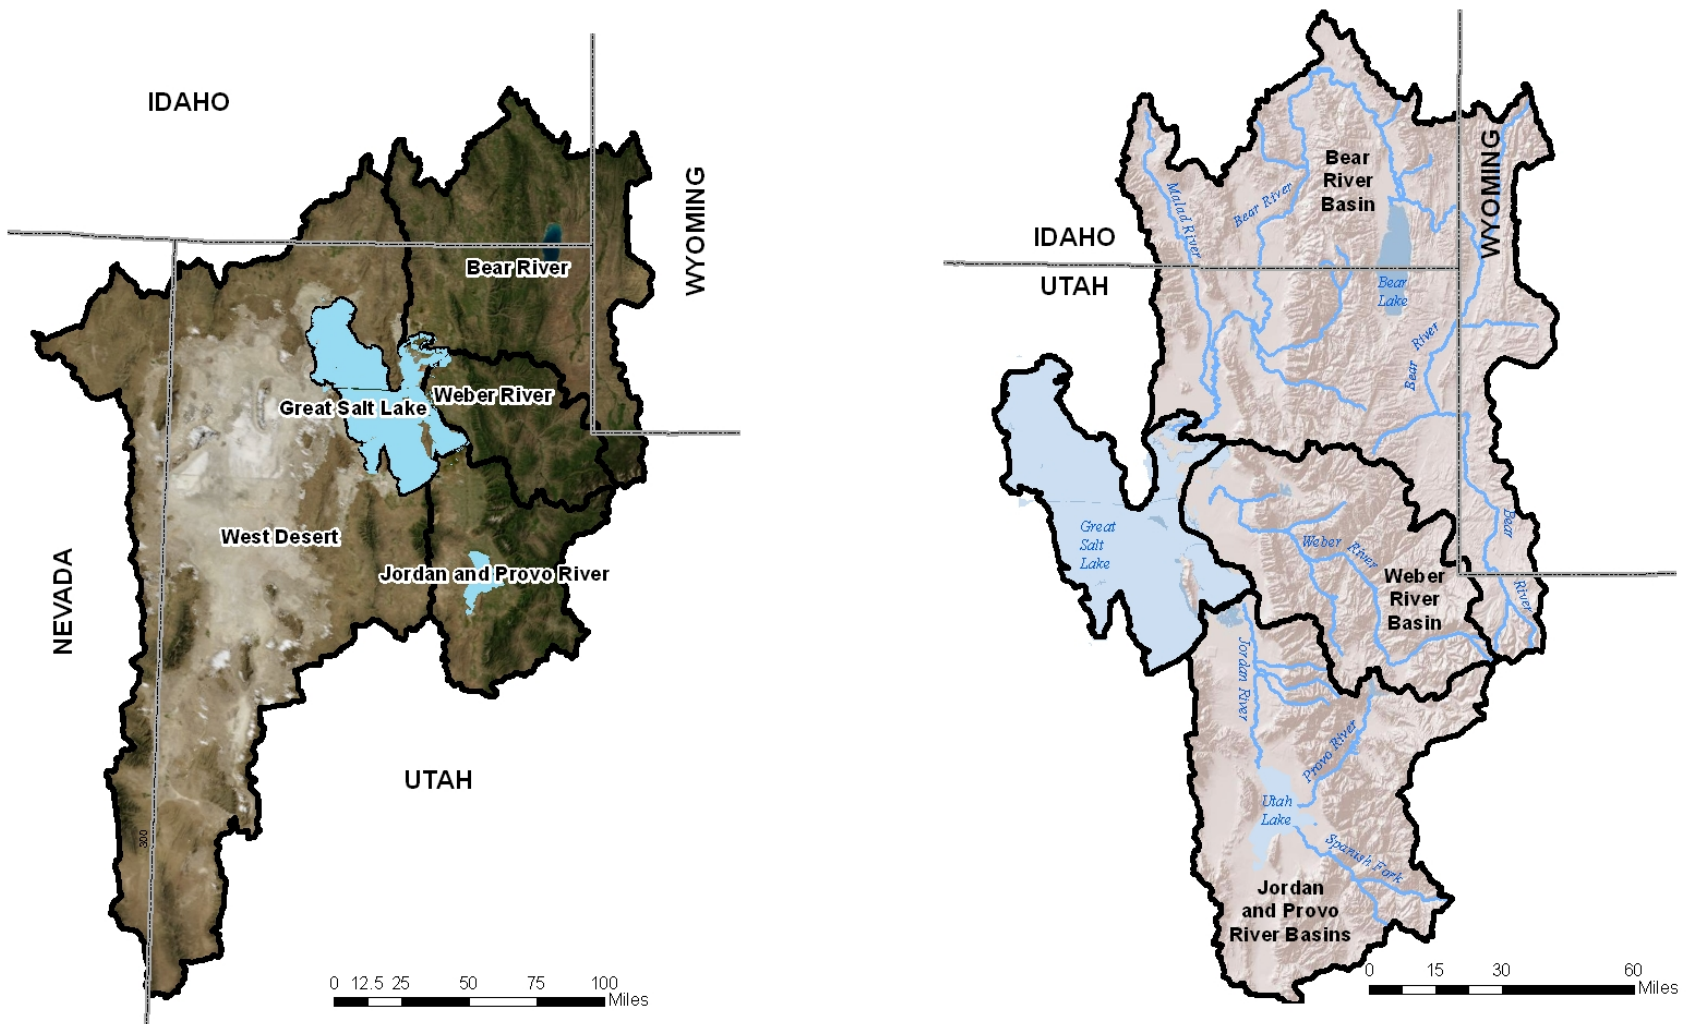 IDAHO
WYOMING
Bear River
Weber River
Great Salt Lake
West Desert
Jordan and Provo River
NEVADA
UTAH
300
0 12.5 25 50 75 100
Miles
Bear
River
Basin
WYOMING
Malad River
Bear River
IDAHO
UTAH
Bear
Lake
Bear River
Great
Salt
Lake
Weber River
Bear River
Weber
River
Basin
Jordan River
Provo River
Utah
Lake
Spanish Fork
Jordan
and Provo
River Basins
0 15 30 60
Miles